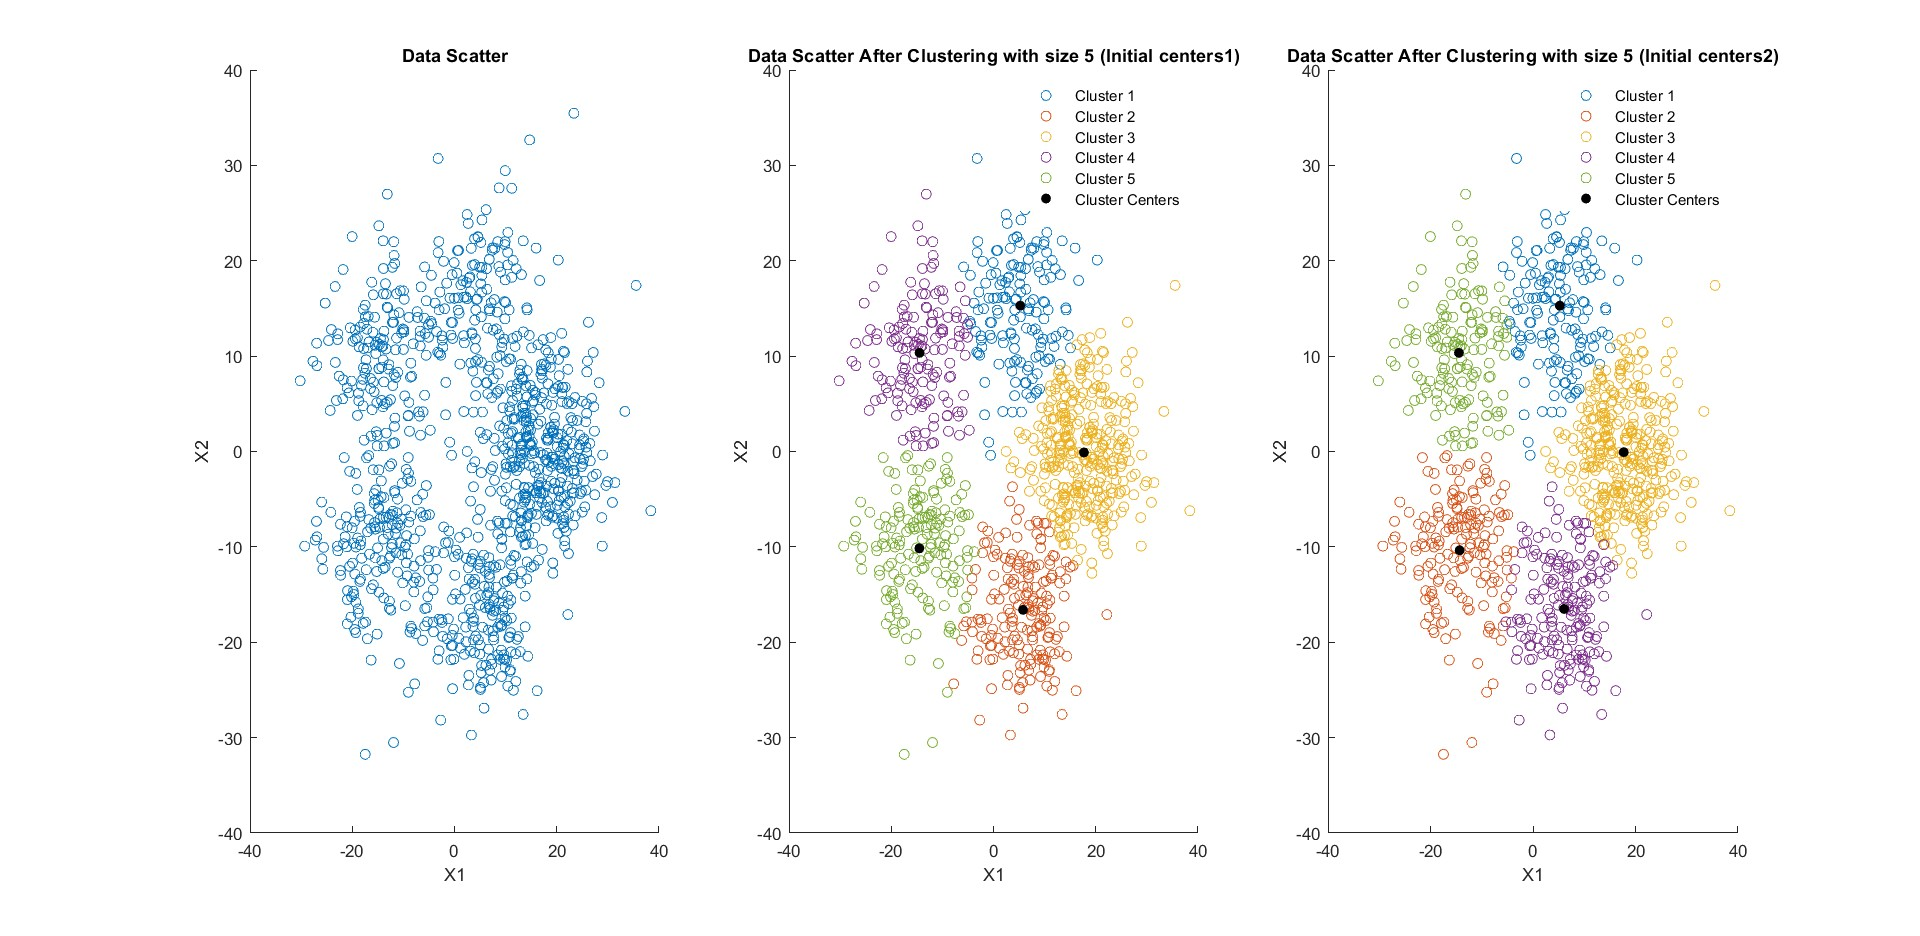 Data Scatter
40
30
20
10
0
-10
-20
-30
-40
-40
-20
0
20
40
X1
X2
Data Scatter After Clustering with size 5 (Initial centers1)
Cluster 1
Cluster 2
Cluster 3
Cluster 4
Cluster 5
Cluster Centers
40
30
20
10
0
-10
-20
-30
-40
-40
-20
0
20
40
X1
X2
Data Scatter After Clustering with size 5 (Initial centers2)
Cluster 1
Cluster 2
Cluster 3
Cluster 4
Cluster 5
Cluster Centers
40
30
20
10
0
-10
-20
-30
-40
-40
-20
0
20
40
X1
X2